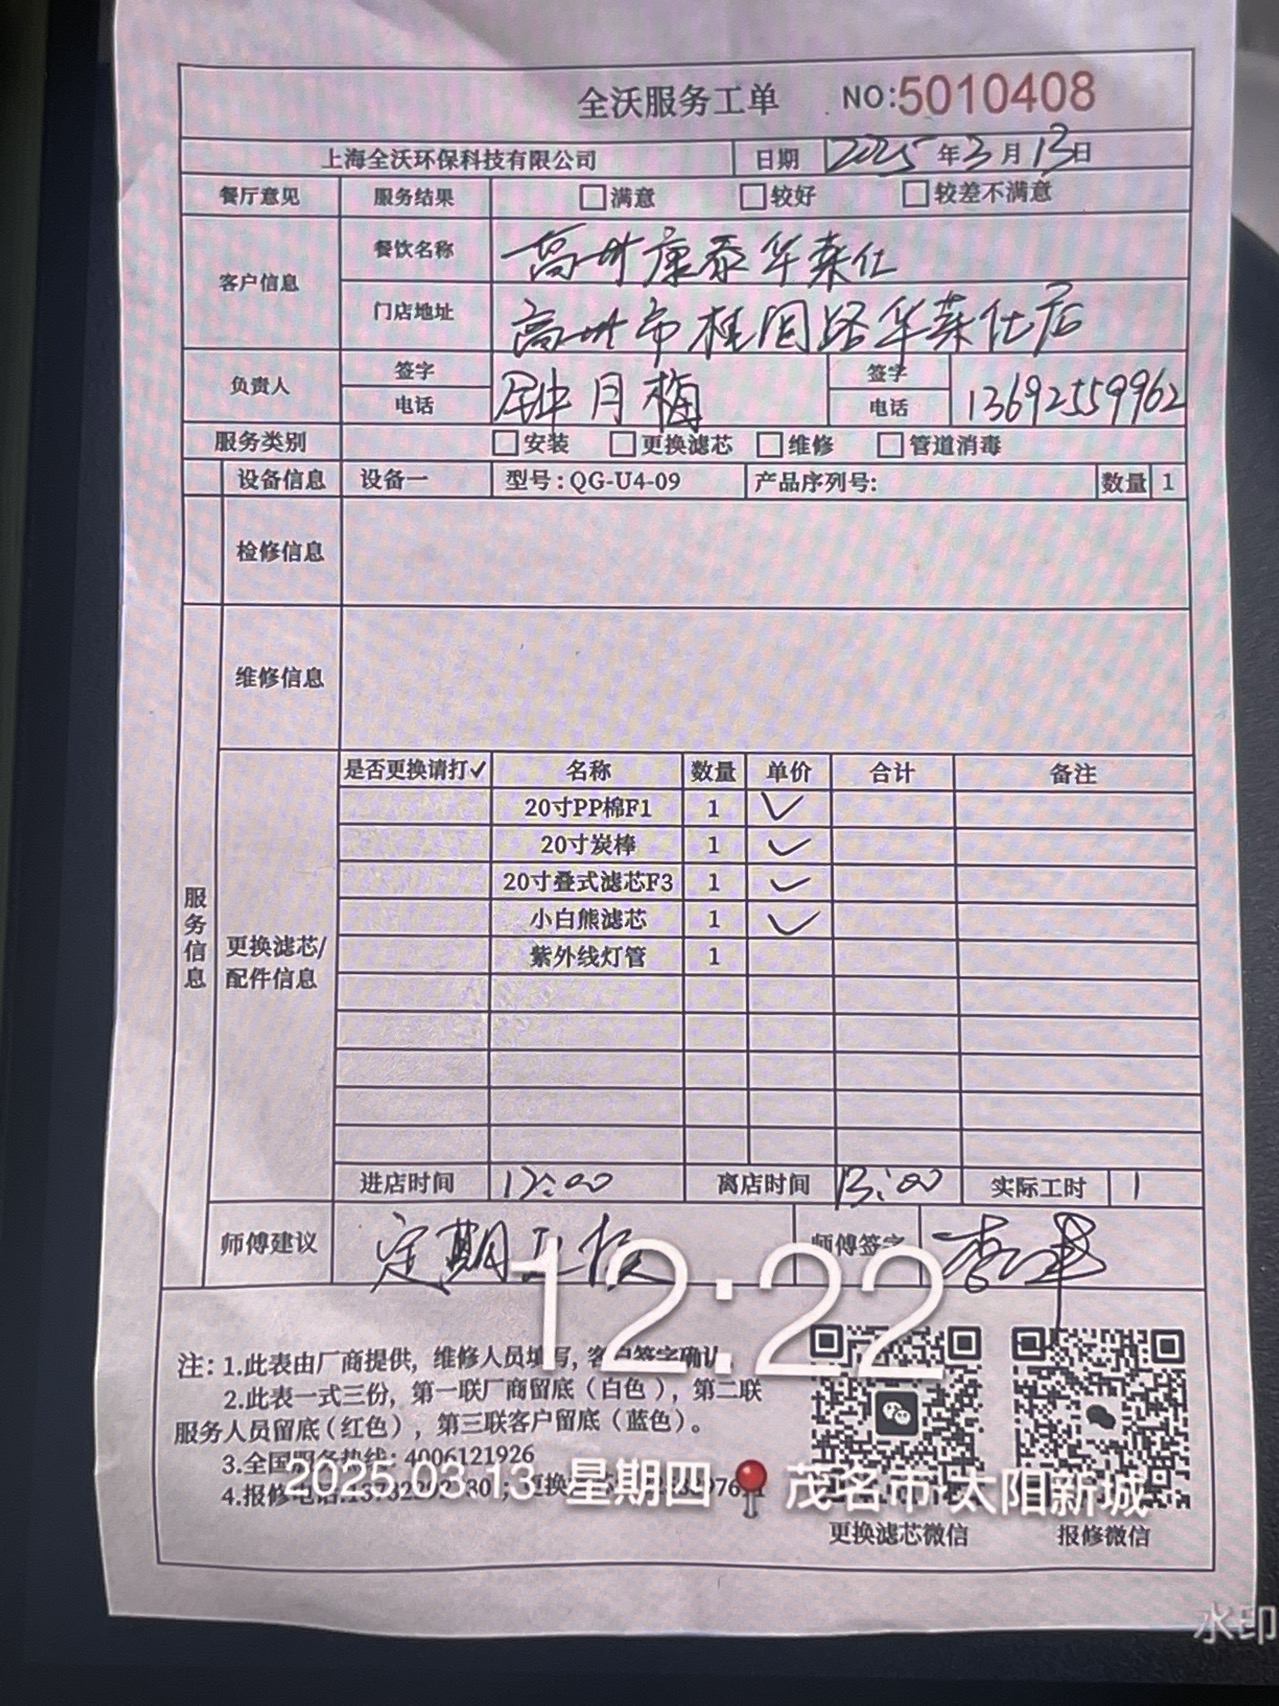 全沃服务工单 NO:5010408
上海全沃环保科技有限公司 日期 2025年3月13日
餐厅意见 服务结果 □满意 □较好 □较差不满意
客户信息 餐饮名称 高州康泰华莱仕
门店地址 高州市桂园路华莱仕店
负责人 签字 钟月梅 签字
电话 电话 13692559962
服务类别 □安装 □更换滤芯 □维修 □管道消毒
设备信息 设备一 型号:QG-U4-09 产品序列号: 数量 1
检修信息
服务信息
维修信息
更换滤芯/配件信息
是否更换请打✓ 名称 数量 单价 合计 备注
20寸PP棉F1 1 ✓
20寸炭棒 1 ✓
20寸叠式滤芯F3 1 ✓
小白熊滤芯 1 ✓
紫外线灯管 1
进店时间 12:00 离店时间 13:00 实际工时 1
师傅建议 定期 师傅签字
12:22
注: 1.此表由厂商提供, 维修人员填写, 客户签字确认
2.此表一式三份, 第一联厂商留底(白色), 第二联
服务人员留底(红色), 第三联客户留底(蓝色)。
3.全国服务热线: 4006121926
4.报修电话:
2025.03.13 星期四 茂名市·太阳新城
更换滤芯微信 报修微信
水印